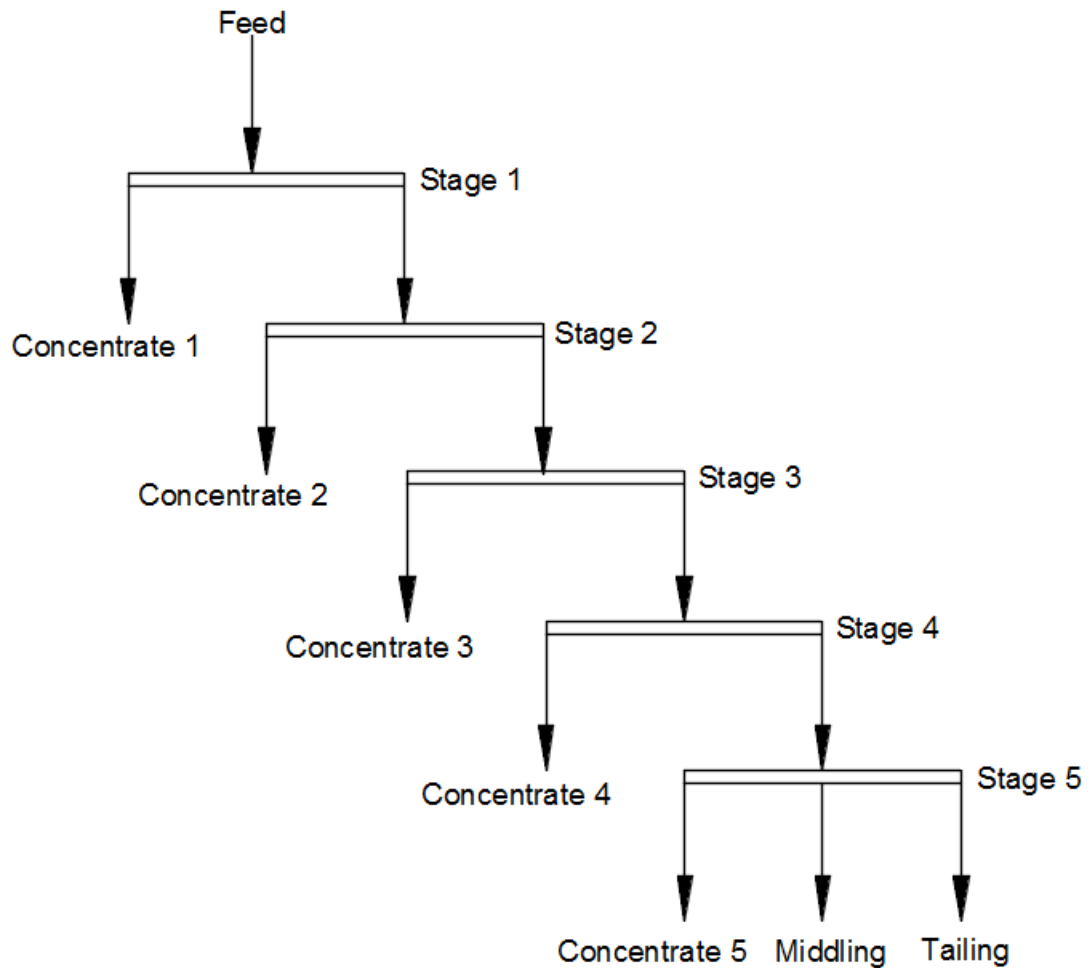 Feed
Stage 1
Concentrate 1
Stage 2
Concentrate 2
Stage 3
Concentrate 3
Stage 4
Concentrate 4
Stage 5
Concentrate 5 Middling Tailing